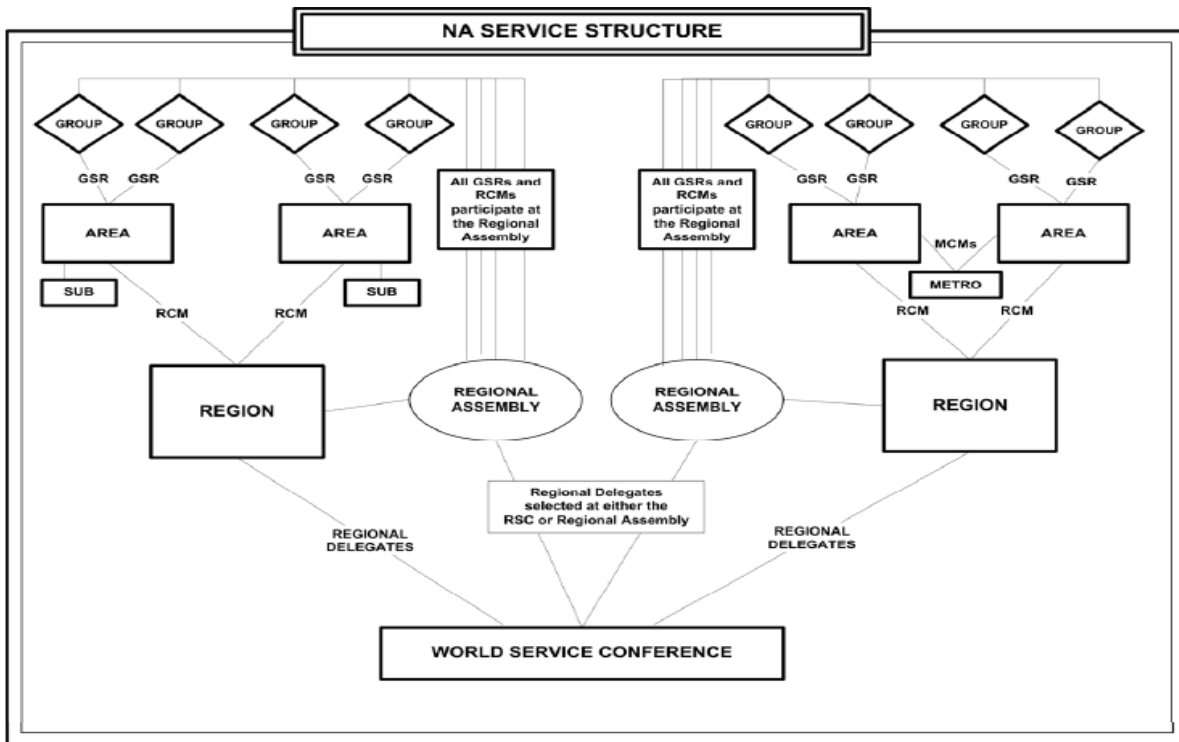 NA SERVICE STRUCTURE
GROUP
GROUP
GROUP
GROUP
GROUP
GROUP
GROUP
GROUP
GSR
GSR
GSR
GSR
GSR
GSR
GSR
GSR
All GSRs and
RCMs
participate at
the Regional
Assembly
All GSRs and
RCMs
participate at
the Regional
Assembly
AREA
AREA
AREA
MCMs
AREA
SUB
SUB
METRO
RCM
RCM
RCM
RCM
REGION
REGIONAL
ASSEMBLY
REGIONAL
ASSEMBLY
REGION
Regional Delegates
selected at either the
RSC or Regional Assembly
REGIONAL
DELEGATES
REGIONAL
DELEGATES
WORLD SERVICE CONFERENCE